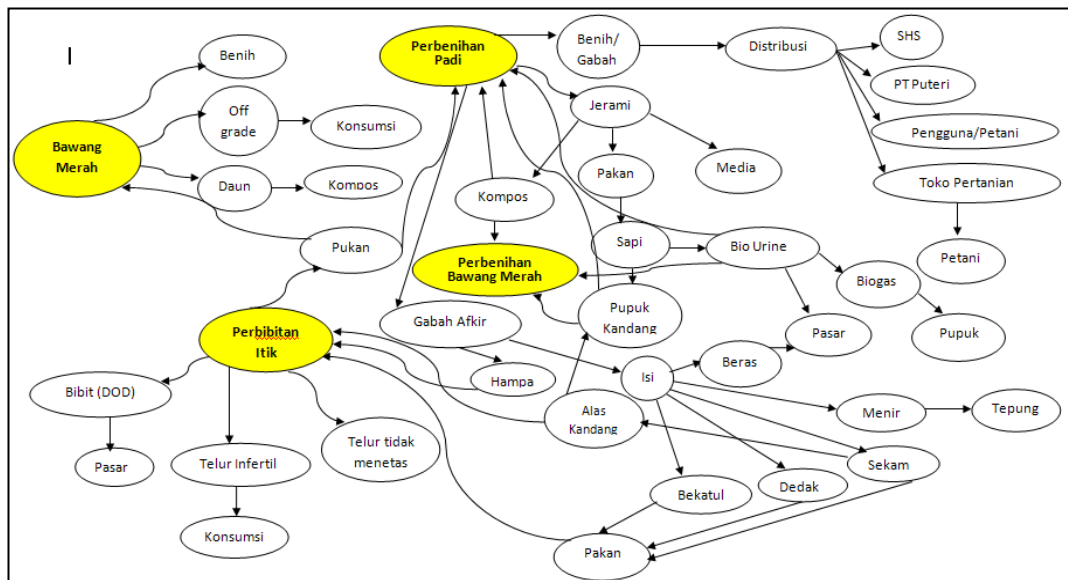 Perbenihan
Padi
Benih/
Gabah
Distribusi
SHS
PT Puteri
Pengguna/Petani
Toko Pertanian
Petani
Benih
Off
grade
Konsumsi
Bawang
Merah
Daun
Kompos
Jerami
Pakan
Media
Kompos
Pukan
Sapi
Bio Urine
Biogas
Pupuk
Perbenihan
Bawang Merah
Pupuk
Kandang
Pasar
Gabah Afkir
Perbibitan
Itik
Hampa
Isi
Beras
Bibit (DOD)
Alas
Kandang
Menir
Tepung
Telur tidak
menetas
Pasar
Telur Infertil
Sekam
Bekatul
Dedak
Konsumsi
Pakan